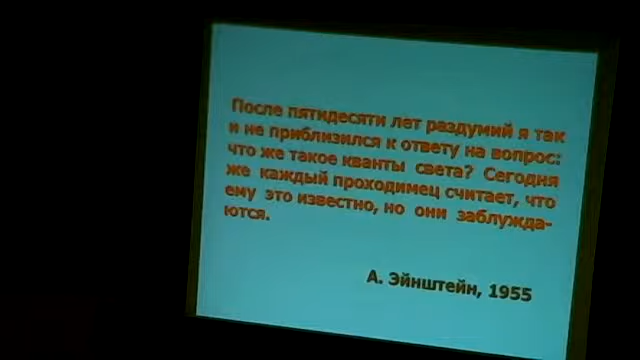 После пятидесяти лет раздумий я так
и не приблизился к ответу на вопрос:
что же такое кванты света? Сегодня
же каждый проходимец считает, что
ему это известно, но они заблужда-
ются.
А. Эйнштейн, 1955